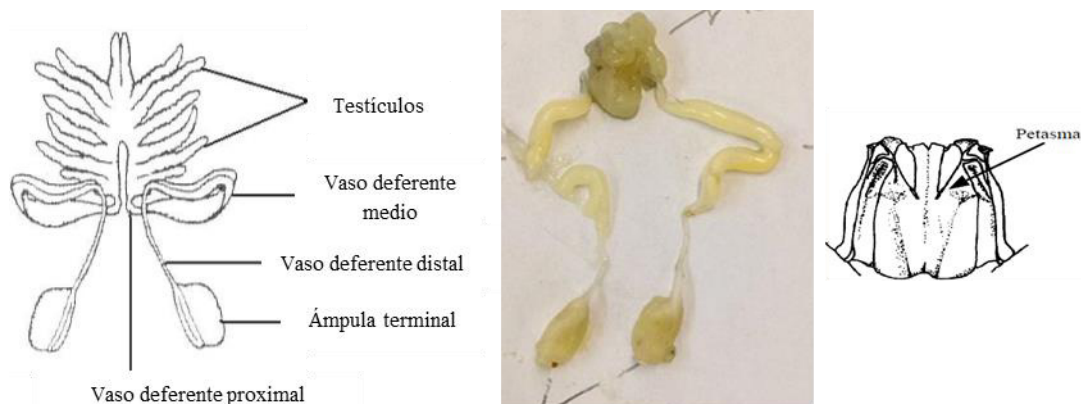 Testículos
Vaso deferente
medio
Vaso deferente distal
Ámpula terminal
Vaso deferente proximal
Petasma